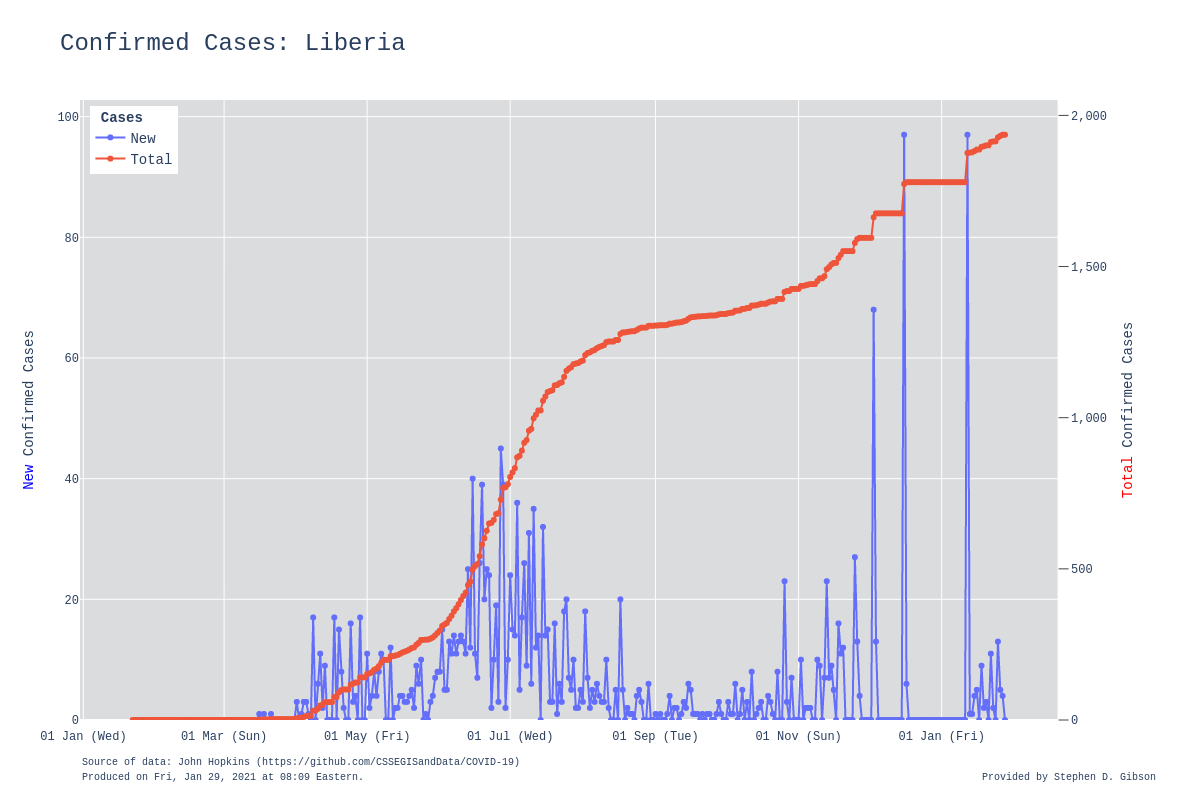 Confirmed Cases: Liberia
Cases
New
Total
100
80
60
40
20
0
2,000
1,500
1,000
500
0
New Confirmed Cases
Total Confirmed Cases
01 Jan (Wed) 01 Mar (Sun) 01 May (Fri) 01 Jul (Wed) 01 Sep (Tue) 01 Nov (Sun) 01 Jan (Fri)
Source of data: John Hopkins (https://github.com/CSSEGISandData/COVID-19)
Produced on Fri, Jan 29, 2021 at 08:09 Eastern.
Provided by Stephen D. Gibson